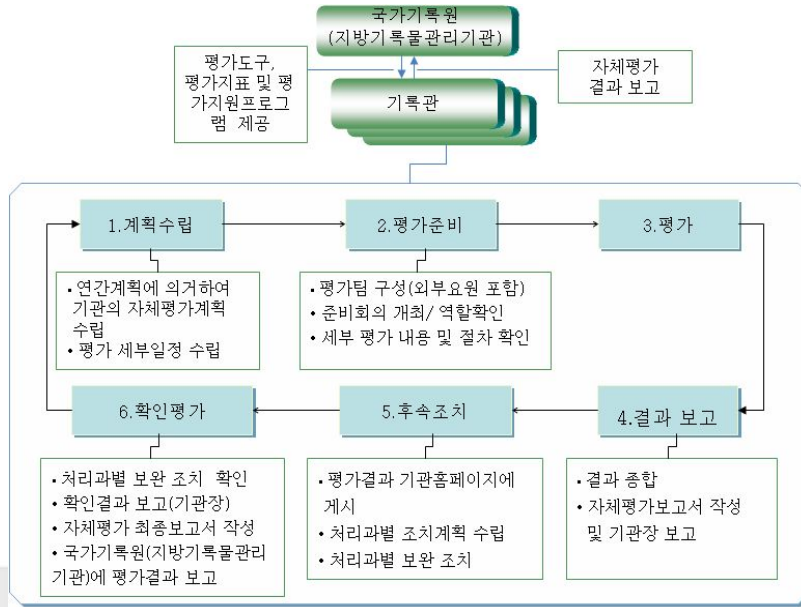 국가기록원
(지방기록물관리기관)
평가도구,
평가지표 및 평
가지원프로그
램 제공
자체평가
결과 보고
기록관
1.계획수립
2.평가준비
3.평가
• 연간계획에 의거하여
기관의 자체평가계획
수립
• 평가 세부일정 수립
• 평가팀 구성(외부요원 포함)
• 준비회의 개최/ 역할확인
• 세부 평가 내용 및 절차 확인
6.확인평가
5.후속조치
4.결과 보고
• 처리과별 보완 조치 확인
• 확인결과 보고(기관장)
• 자체평가 최종보고서 작성
• 국가기록원(지방기록물관리
기관)에 평가결과 보고
• 평가결과 기관홈페이지에
게시
• 처리과별 조치계획 수립
• 처리과별 보완 조치
• 결과 종합
• 자체평가보고서 작성
및 기관장 보고